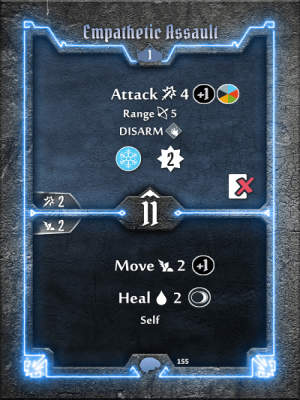 Empathetic Assault
1
Attack 4 +1
Range 5
DISARM
2
2
11
2
Move 2 +1
Heal 2
Self
155